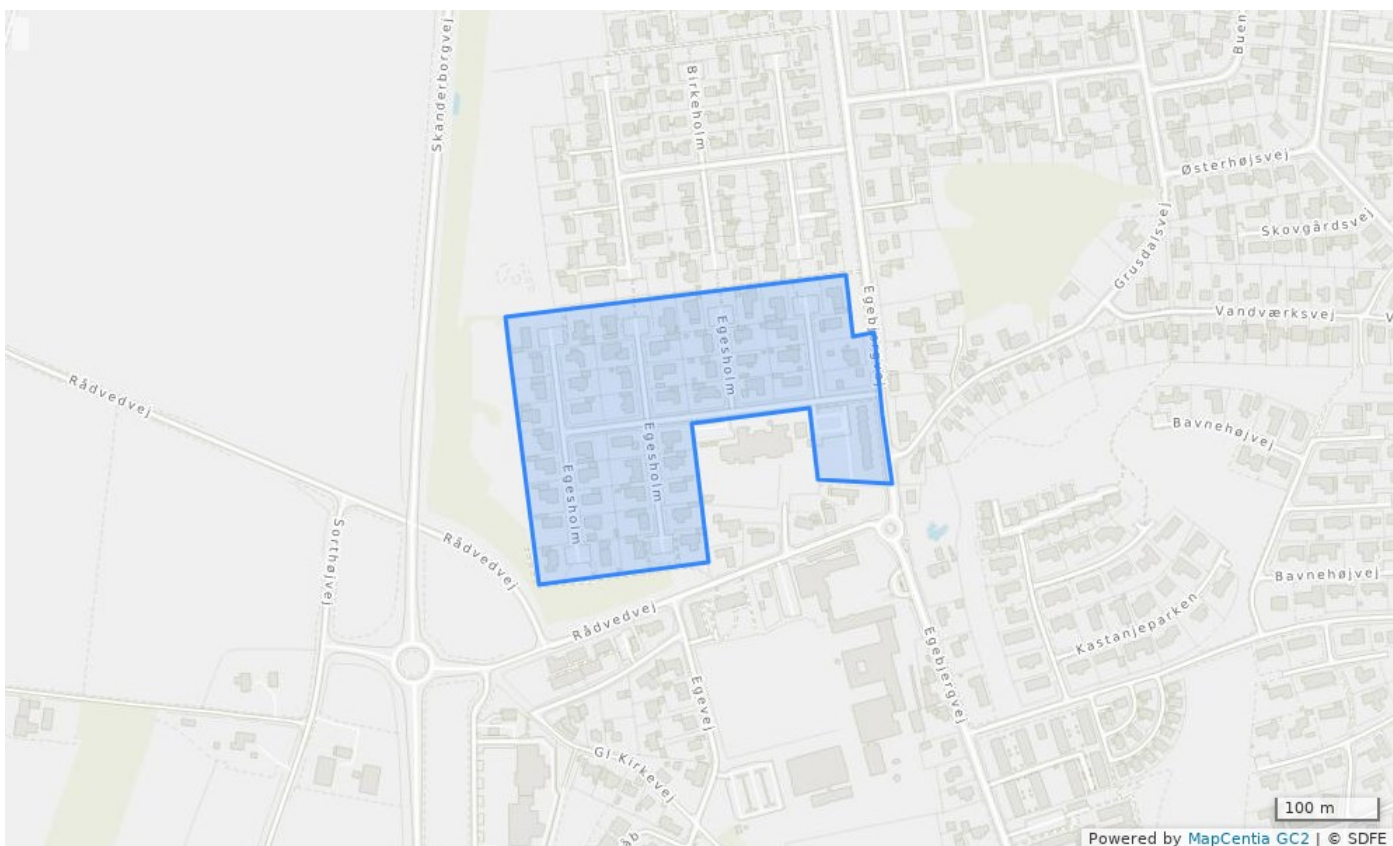 Buen
Skanderborgvej
Birkeholm
Østerhøjsvej
Skovgårdsvej
Grusdalsvej
Egebjergvej
Vandværksvej
V
Egesholm
Rådvedvej
Bavnehøjvej
Egesholm
Egesholm
Sorthøjvej
Rådvedvej
Bavnehøjvej
Kastanjeparken
Rådvedvej
Egebjergvej
Egevej
Gl Kirkevej
100 m
Powered by MapCentia GC2 | © SDFE